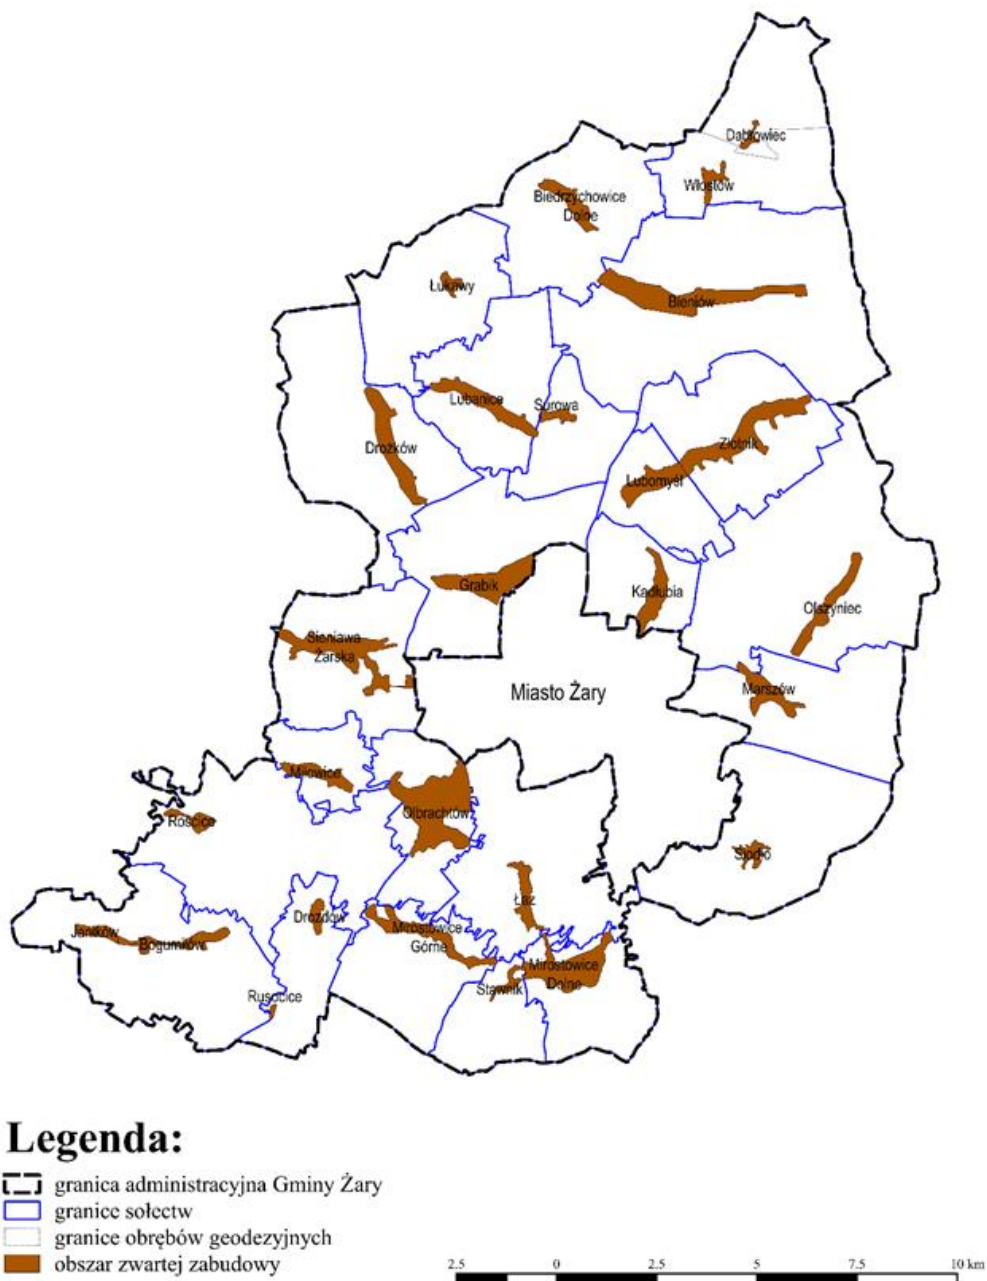 Dąbrowiec
Włostów
Biedrzychowice
Dolne
Łukawy
Bieniów
Lubanice
Surowa
Drożków
Złotnik
Lubomyśl
Grabik
Kadłubia
Olszyniec
Sieniawa
Żarska
Miasto Żary
Marszów
Miłowice
Olbrachtów
Rościce
Siodło
Łaz
Drozdów
Mirostowice
Górne
Janików
Bogumiłów
Mirostowice
Dolne
Stawnik
Rusocice
Legenda:
granica administracyjna Gminy Żary
granice sołectw
granice obrębów geodezyjnych
obszar zwartej zabudowy
2.5 0 2.5 5 7.5 10 km